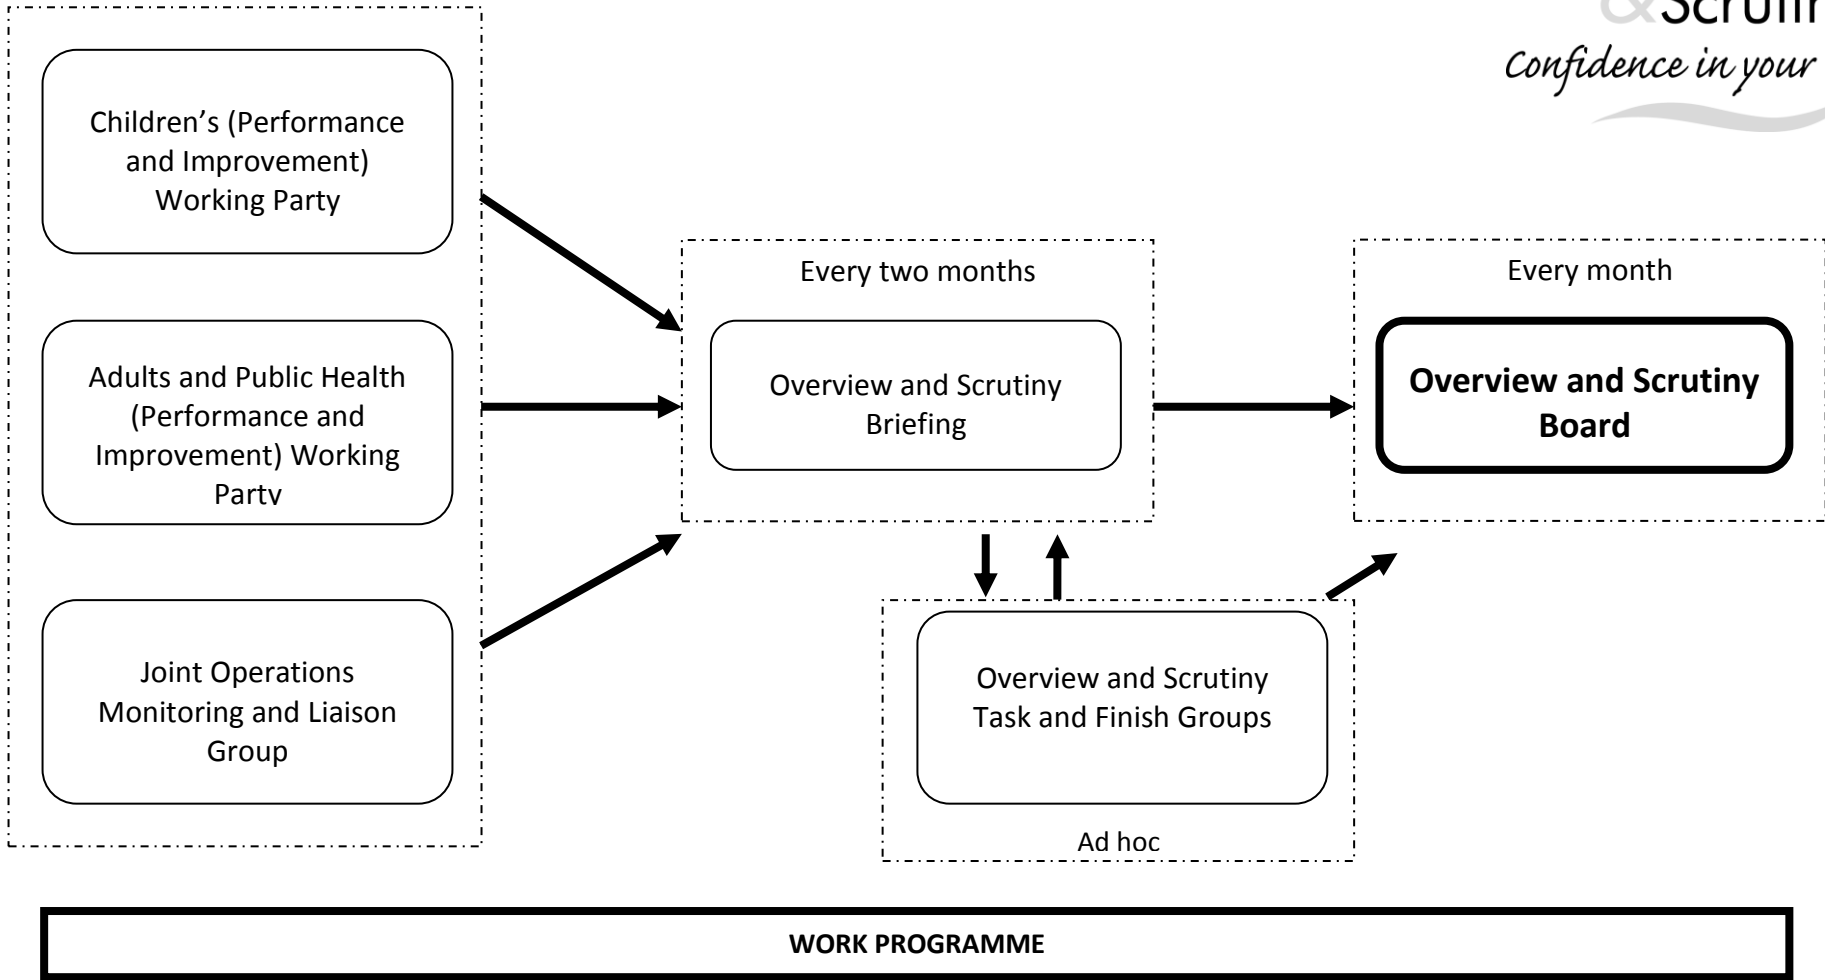 Confidence in your
Children's (Performance
and Improvement)
Working Party
Adults and Public Health
(Performance and
Improvement) Working
Party
Joint Operations
Monitoring and Liaison
Group
Every two months
Overview and Scrutiny
Briefing
Every month
Overview and Scrutiny
Board
Overview and Scrutiny
Task and Finish Groups
Ad hoc
WORK PROGRAMME